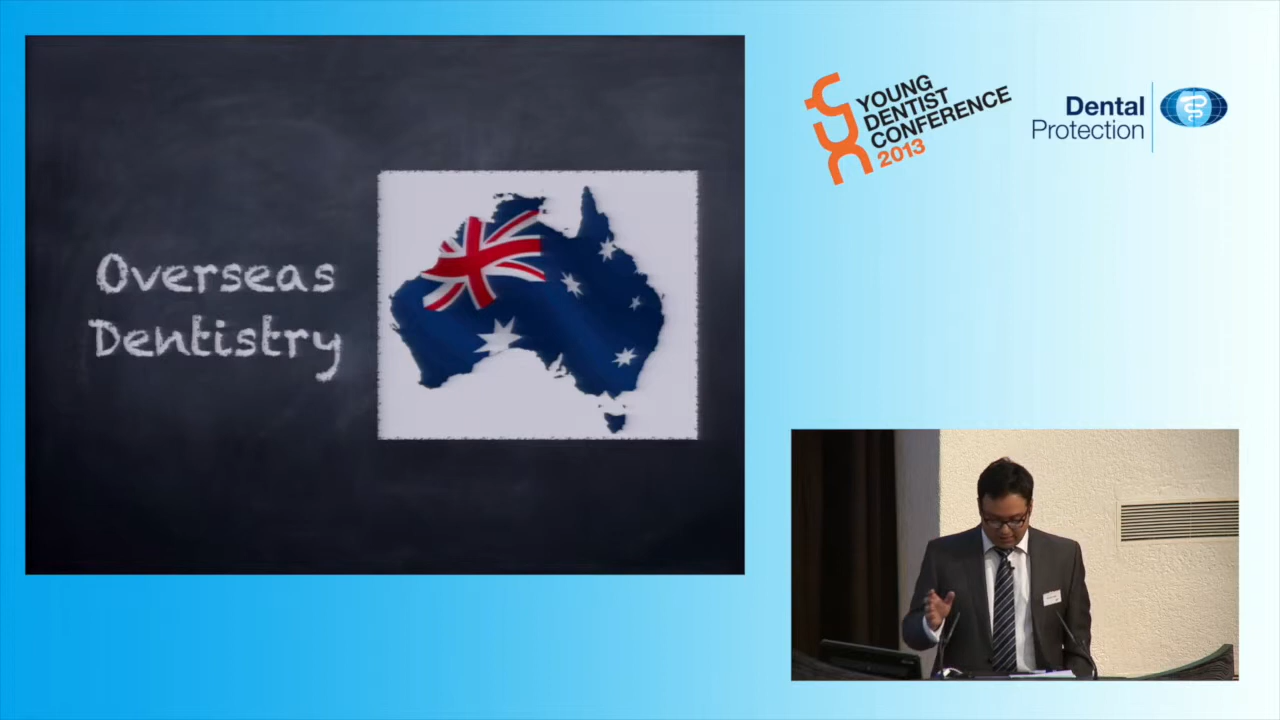 Overseas
Dentistry
YOUNG
DENTIST
CONFERENCE
2013
Dental
Protection